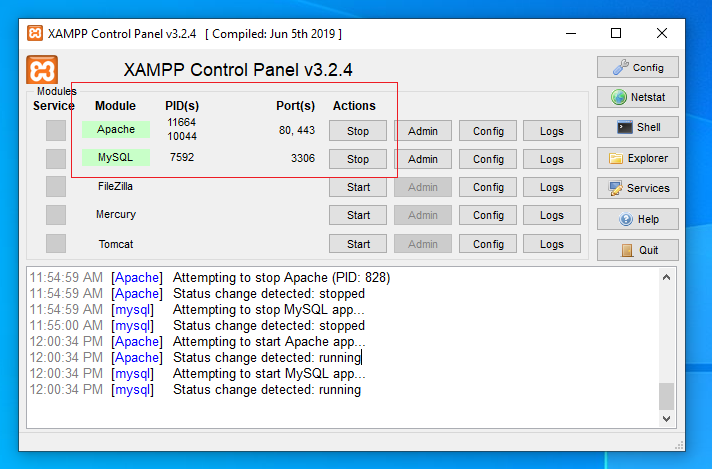 XAMPP Control Panel v3.2.4   [ Compiled: Jun 5th 2019 ]
XAMPP Control Panel v3.2.4
Config
Modules
Service Module PID(s) Port(s) Actions
Netstat
Apache 11664 10044 80, 443 Stop Admin Config Logs
Shell
MySQL 7592 3306 Stop Admin Config Logs
Explorer
FileZilla Start Admin Config Logs
Services
Mercury Start Admin Config Logs
Help
Tomcat Start Admin Config Logs
Quit
11:54:59 AM [Apache] Attempting to stop Apache (PID: 828)
11:54:59 AM [Apache] Status change detected: stopped
11:54:59 AM [mysql] Attempting to stop MySQL app...
11:55:00 AM [mysql] Status change detected: stopped
12:00:34 PM [Apache] Attempting to start Apache app...
12:00:34 PM [Apache] Status change detected: running
12:00:34 PM [mysql] Attempting to start MySQL app...
12:00:34 PM [mysql] Status change detected: running